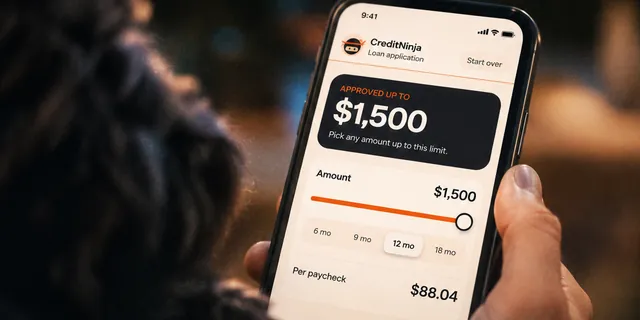 9:41
CreditNinja
Loan application
Start over
APPROVED UP TO
$1,500
Pick any amount up to this limit.
Amount
$1,500
6 mo
9 mo
12 mo
18 mo
Per paycheck
$88.04